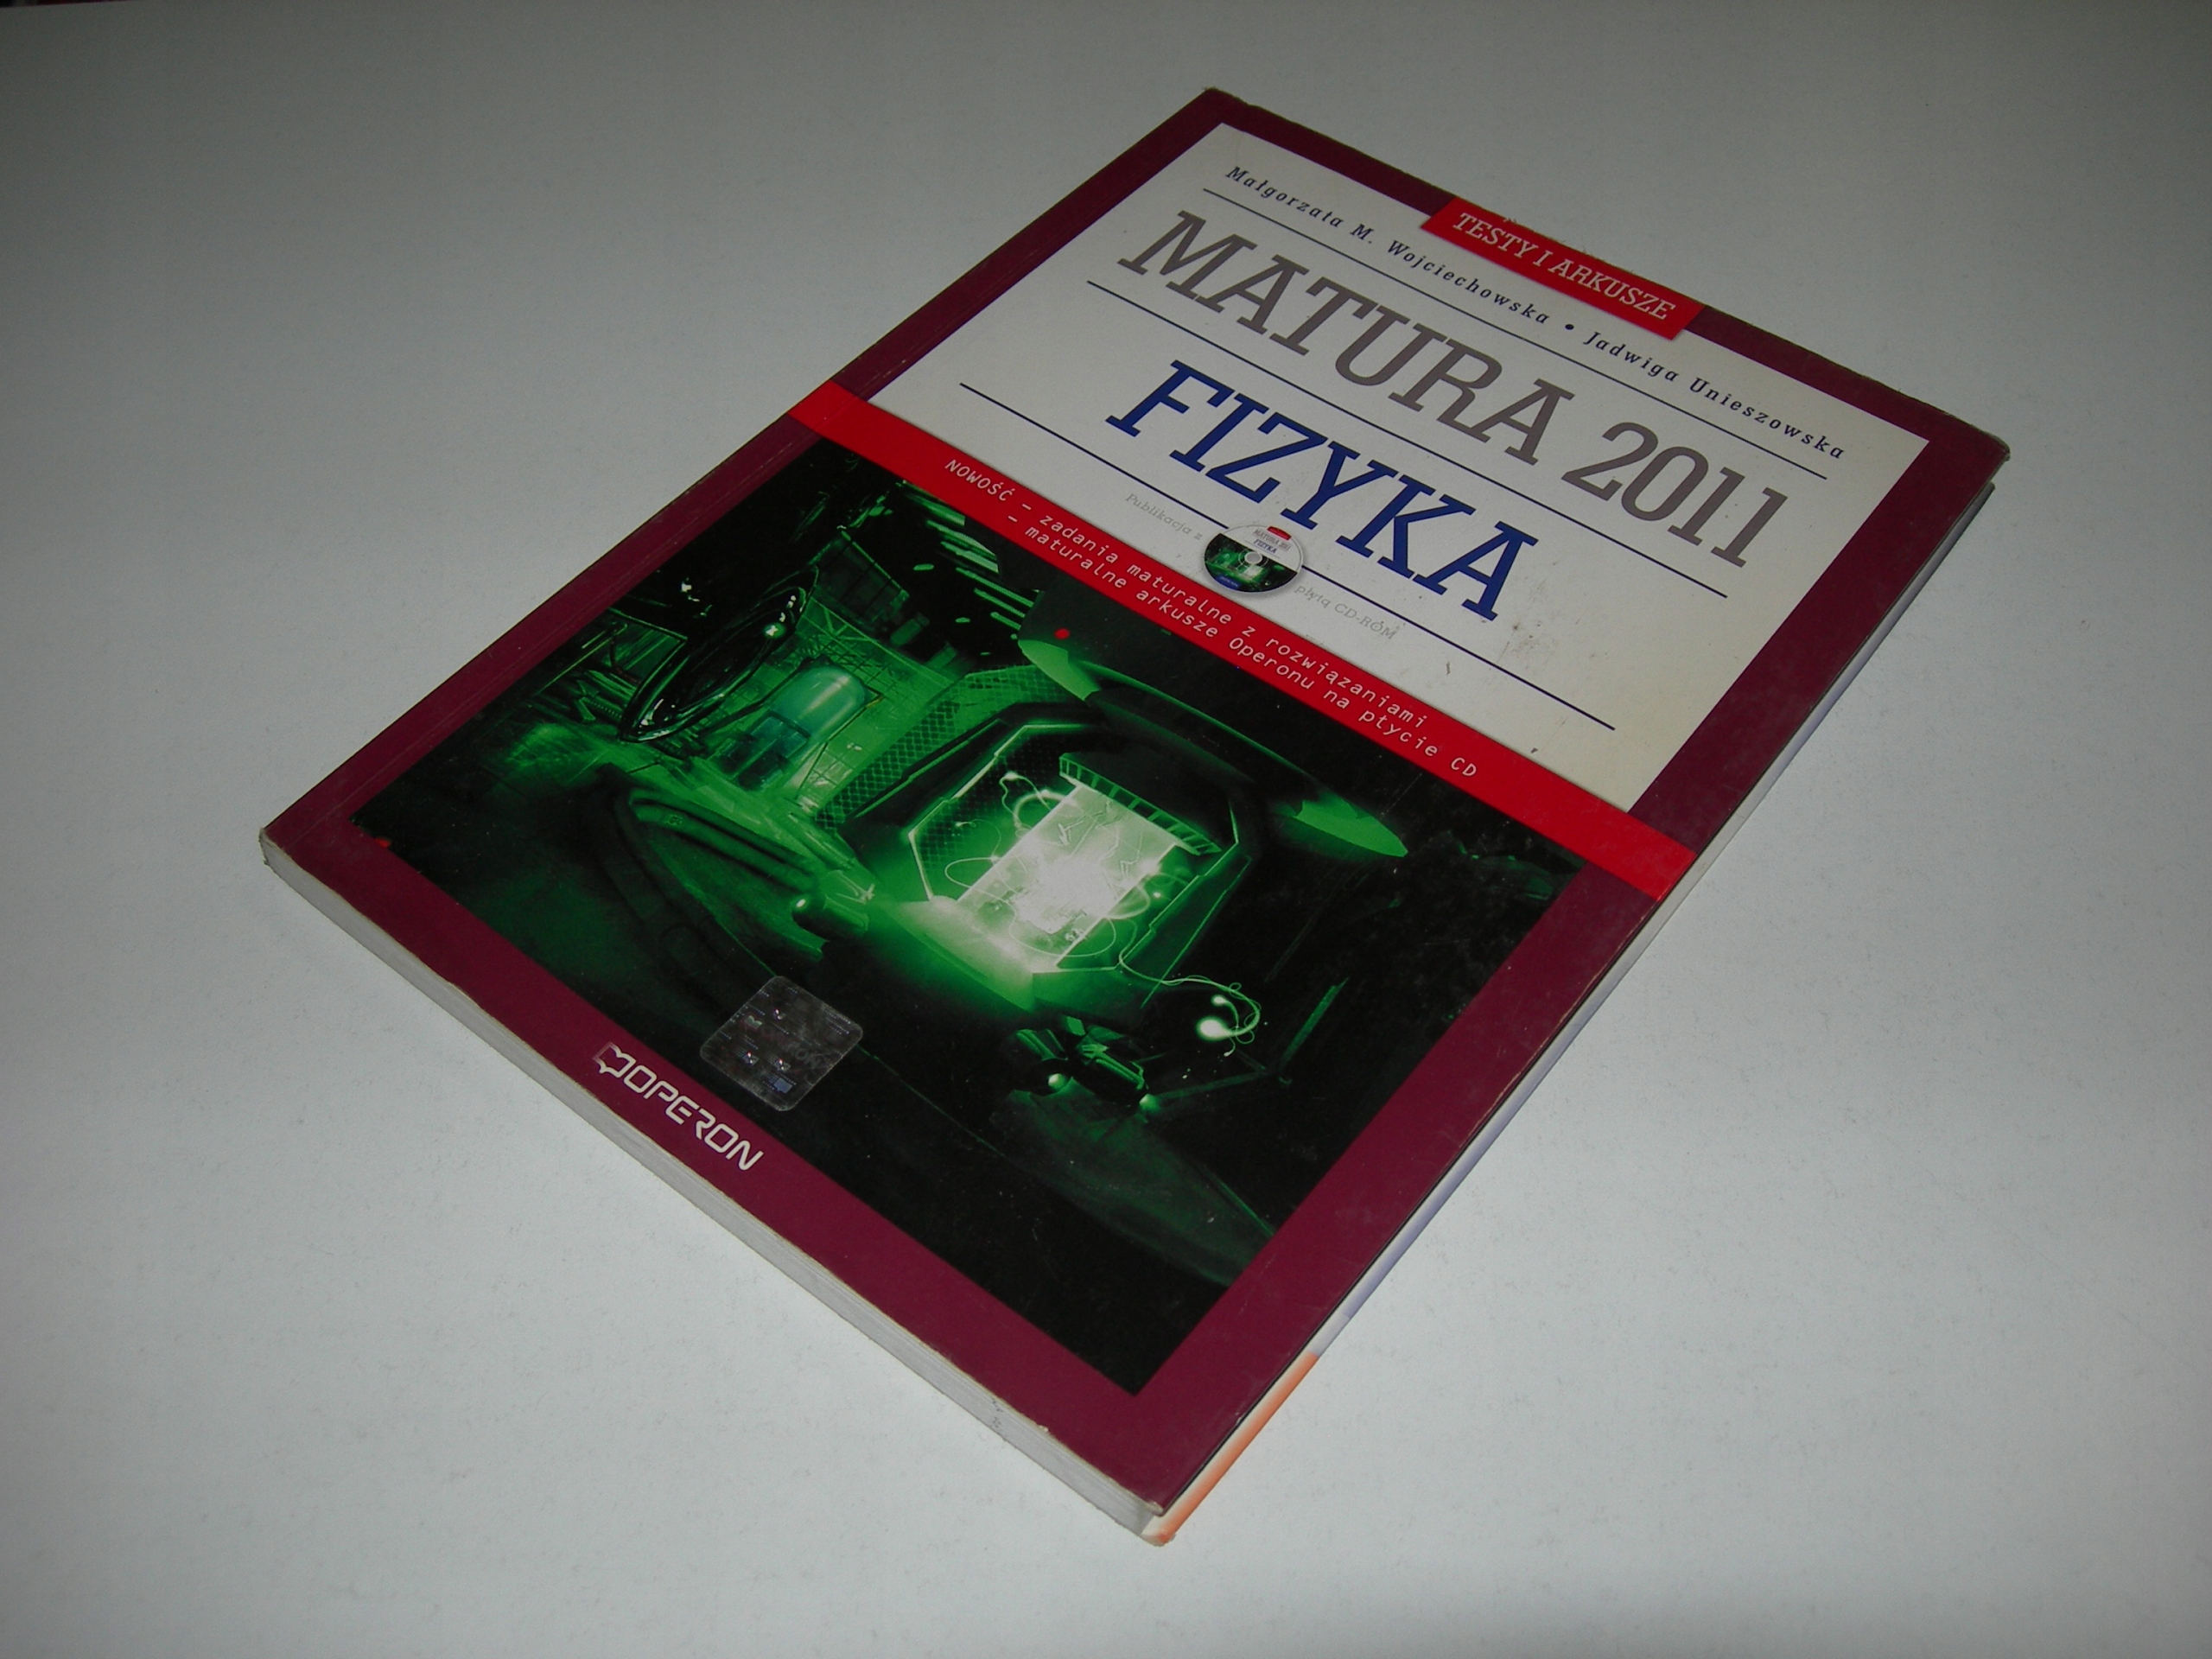 TESTY I ARKUSZE
Małgorzata M. Wojciechowska • Jadwiga Unieszowska
MATURA 2011
FIZYKA
Publikacja z płytą CD-ROM
NOWOŚĆ – zadania maturalne z rozwiązaniami
– maturalne arkusze Operonu na płycie CD
OPERON